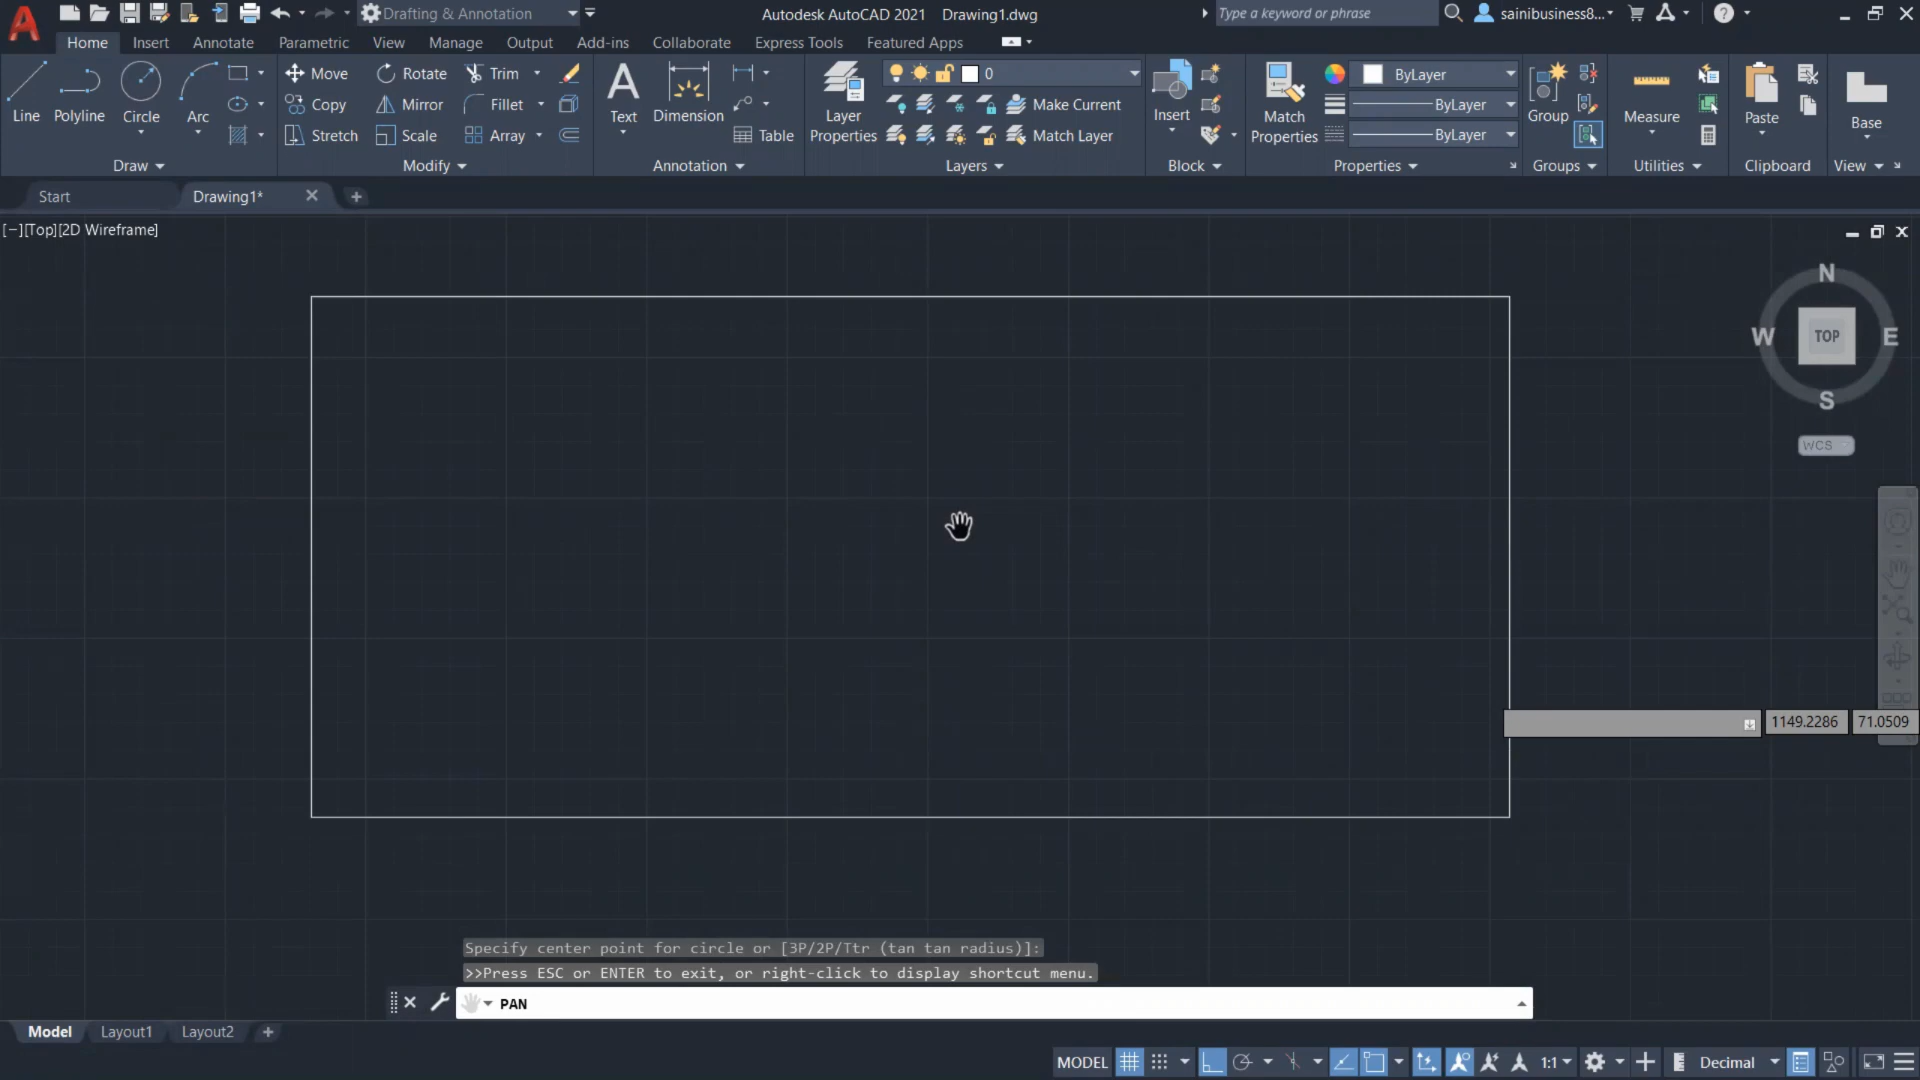 Drafting & Annotation
Autodesk AutoCAD 2021 Drawing1.dwg
Type a keyword or phrase
sainibusiness8...
Home Insert Annotate Parametric View Manage Output Add-ins Collaborate Express Tools Featured Apps
Line Polyline Circle Arc
Draw
Move Rotate Trim
Copy Mirror Fillet
Stretch Scale Array
Modify
Text Dimension Table
Annotation
Layer Properties
0
Make Current
Match Layer
Layers
Insert
Block
Match Properties
ByLayer
ByLayer
ByLayer
Properties
Group
Groups
Measure
Utilities
Paste
Clipboard
Base
View
Start Drawing1*
[−][Top][2D Wireframe]
N
W TOP E
S
WCS
1149.2286 71.0509
Specify center point for circle or [3P/2P/Ttr (tan tan radius)]:
>>Press ESC or ENTER to exit, or right-click to display shortcut menu.
PAN
Model Layout1 Layout2
MODEL 1:1 Decimal